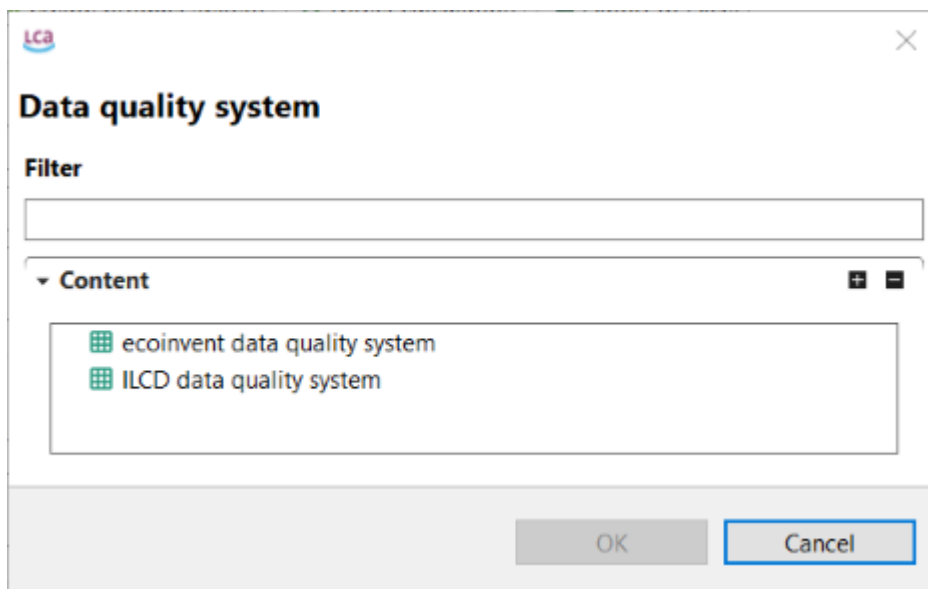 LCA
Data quality system
Filter
Content
ecoinvent data quality system
ILCD data quality system
OK
Cancel